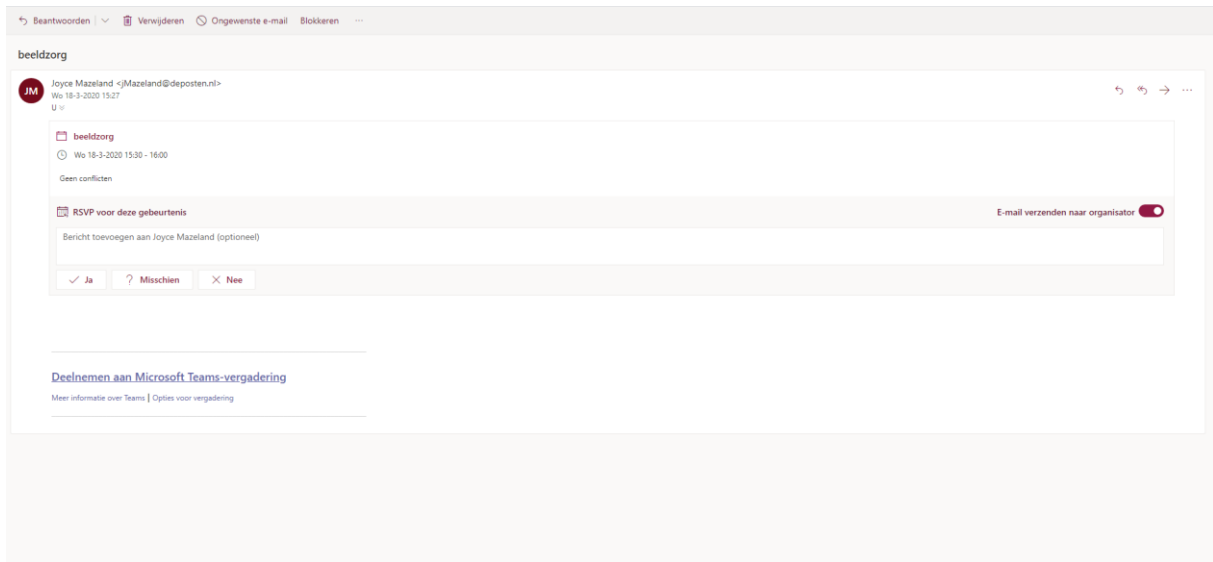 Beantwoorden Verwijderen Ongewenste e-mail Blokkeren ...
beeldzorg
JM
Joyce Mazeland <jMazeland@deposten.nl>
Wo 18-3-2020 15:27
U
beeldzorg
Wo 18-3-2020 15:30 - 16:00
Geen conflicten
RSVP voor deze gebeurtenis E-mail verzenden naar organisator
Bericht toevoegen aan Joyce Mazeland (optioneel)
Ja ? Misschien Nee
Deelnemen aan Microsoft Teams-vergadering
Meer informatie over Teams | Opties voor vergadering